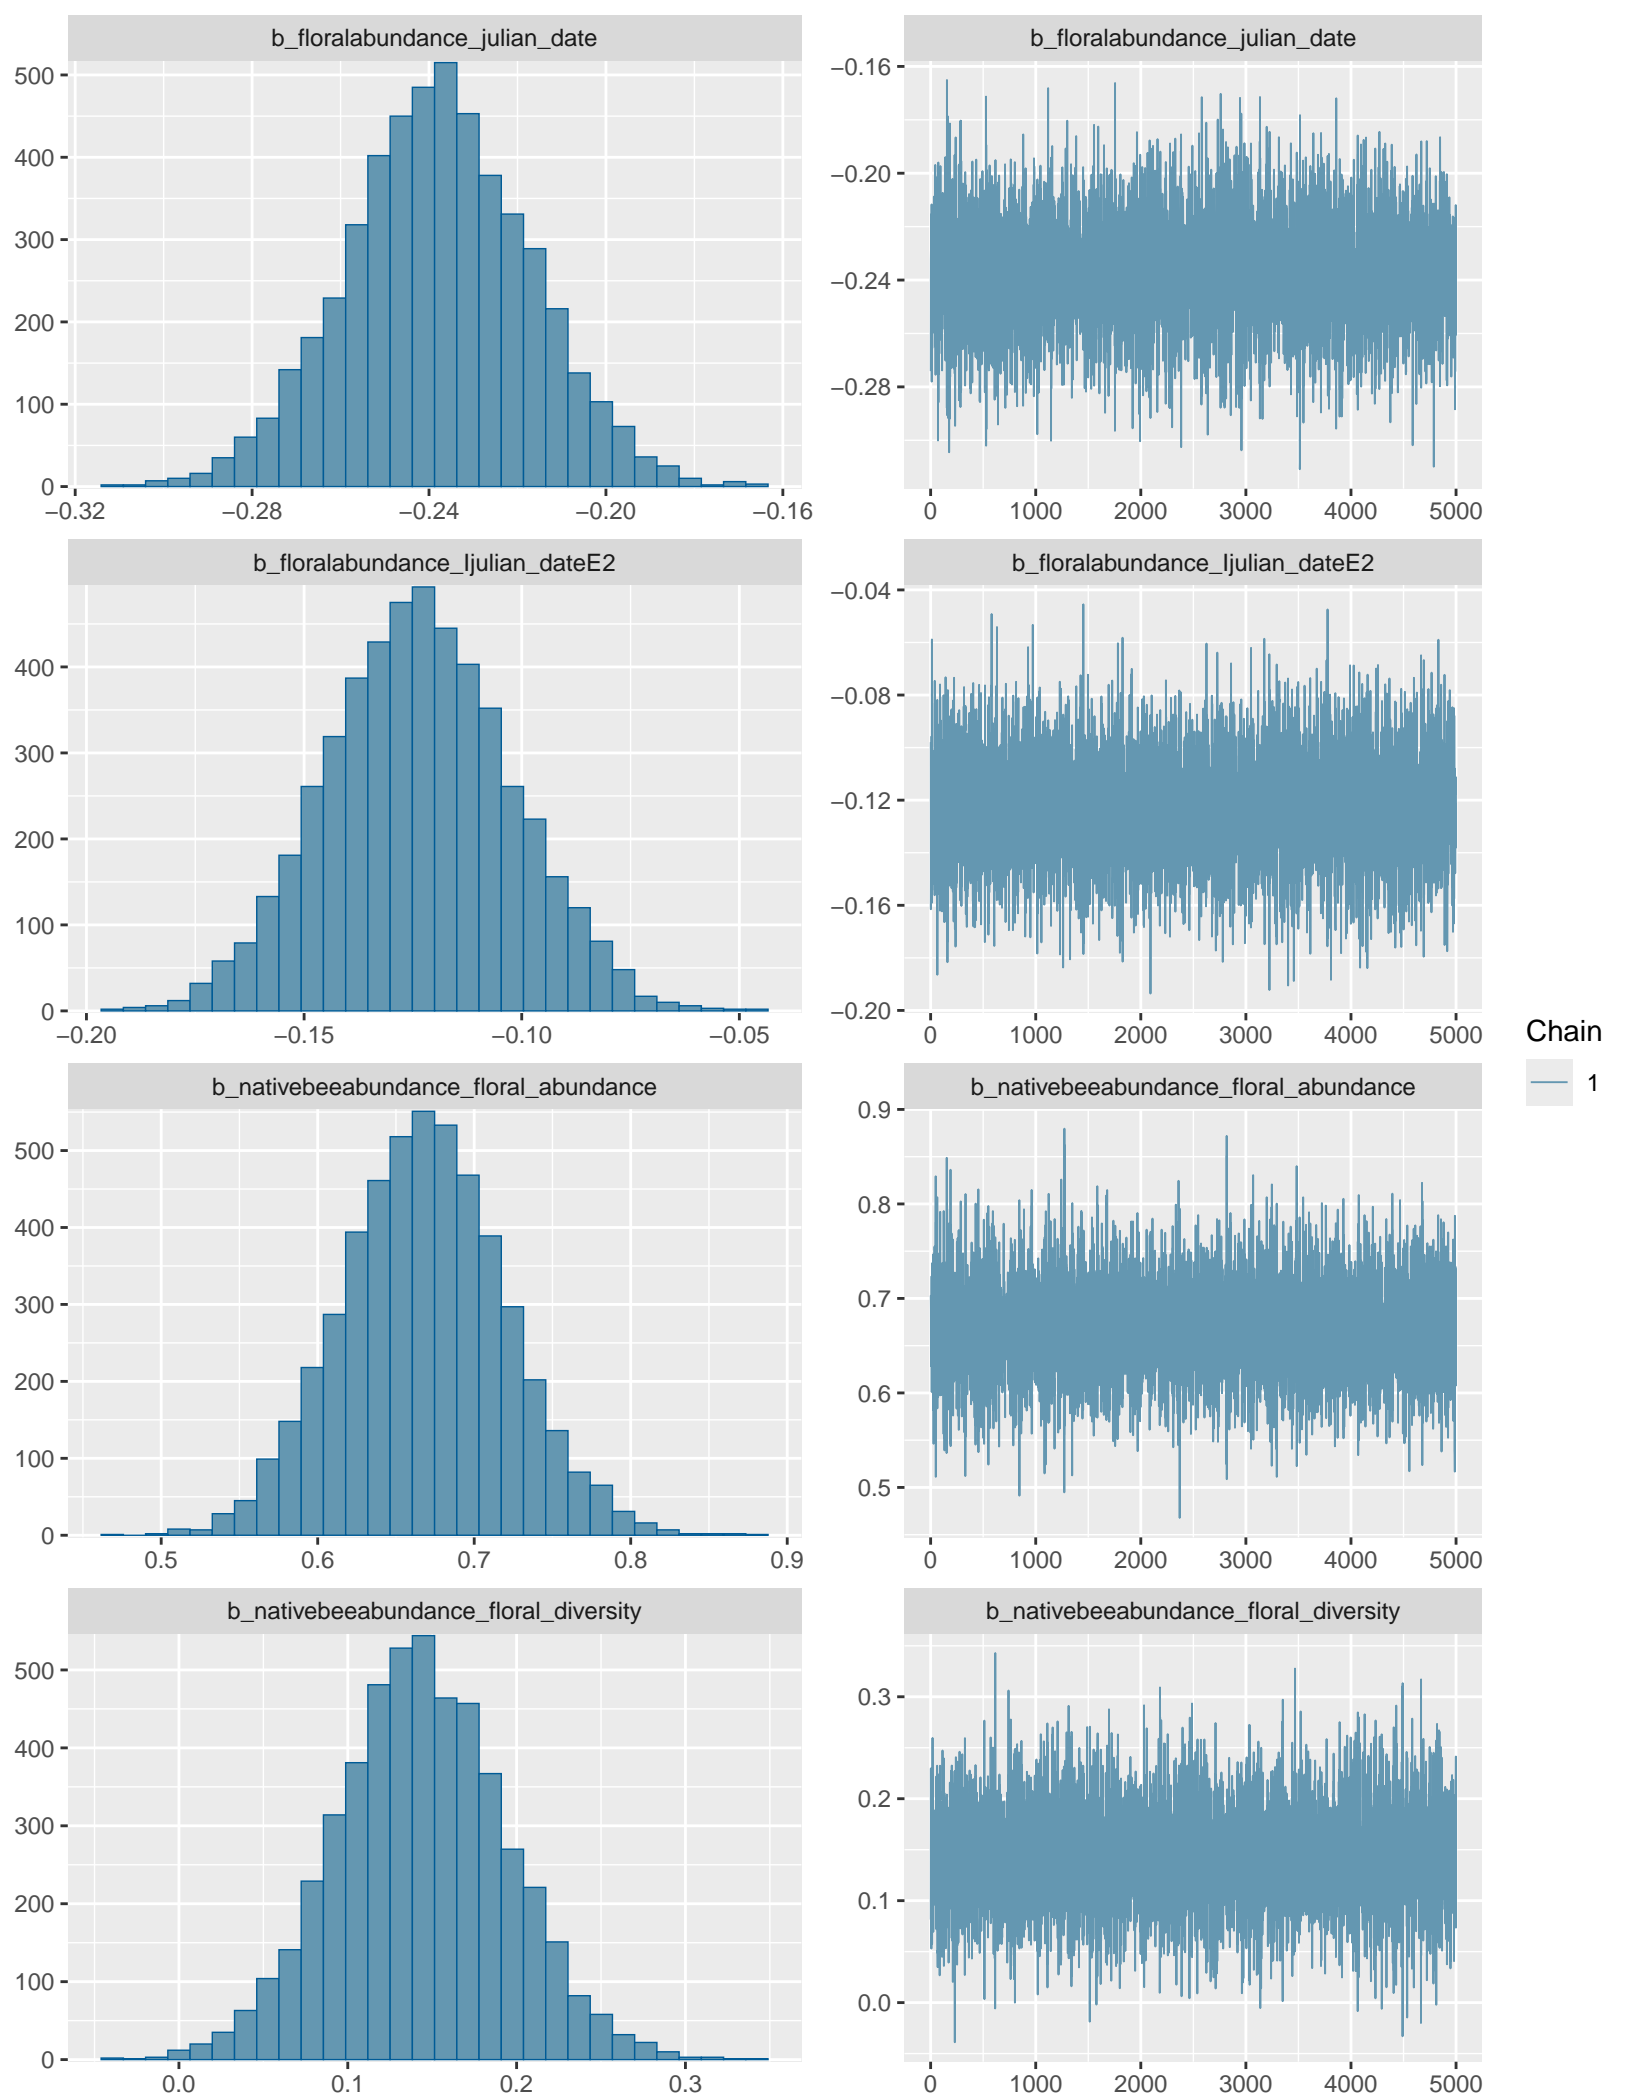 b_floralabundance_julian_date
500
400
300
200
100
0
−0.32 −0.28 −0.24 −0.20 −0.16
b_floralabundance_julian_date
−0.16
−0.20
−0.24
−0.28
0 1000 2000 3000 4000 5000
b_floralabundance_Ijulian_dateE2
400
300
200
100
0
−0.20 −0.15 −0.10 −0.05
b_floralabundance_Ijulian_dateE2
−0.04
−0.08
−0.12
−0.16
−0.20
0 1000 2000 3000 4000 5000
b_nativebeeabundance_floral_abundance
500
400
300
200
100
0
0.5 0.6 0.7 0.8 0.9
b_nativebeeabundance_floral_abundance
0.9
0.8
0.7
0.6
0.5
0 1000 2000 3000 4000 5000
b_nativebeeabundance_floral_diversity
500
400
300
200
100
0
0.0 0.1 0.2 0.3
b_nativebeeabundance_floral_diversity
0.3
0.2
0.1
0.0
0 1000 2000 3000 4000 5000
Chain
1